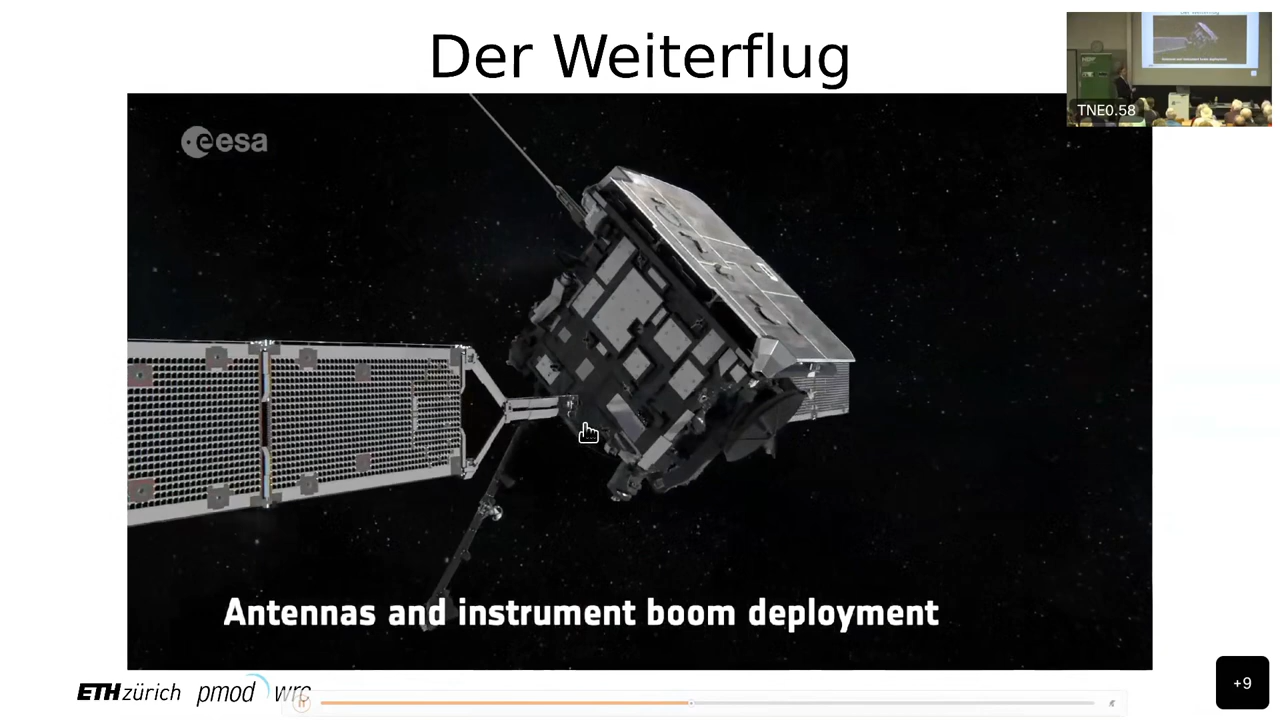 Der Weiterflug
TNE0.58
esa
Antennas and instrument boom deployment
ETH zürich pmod wrc
+9